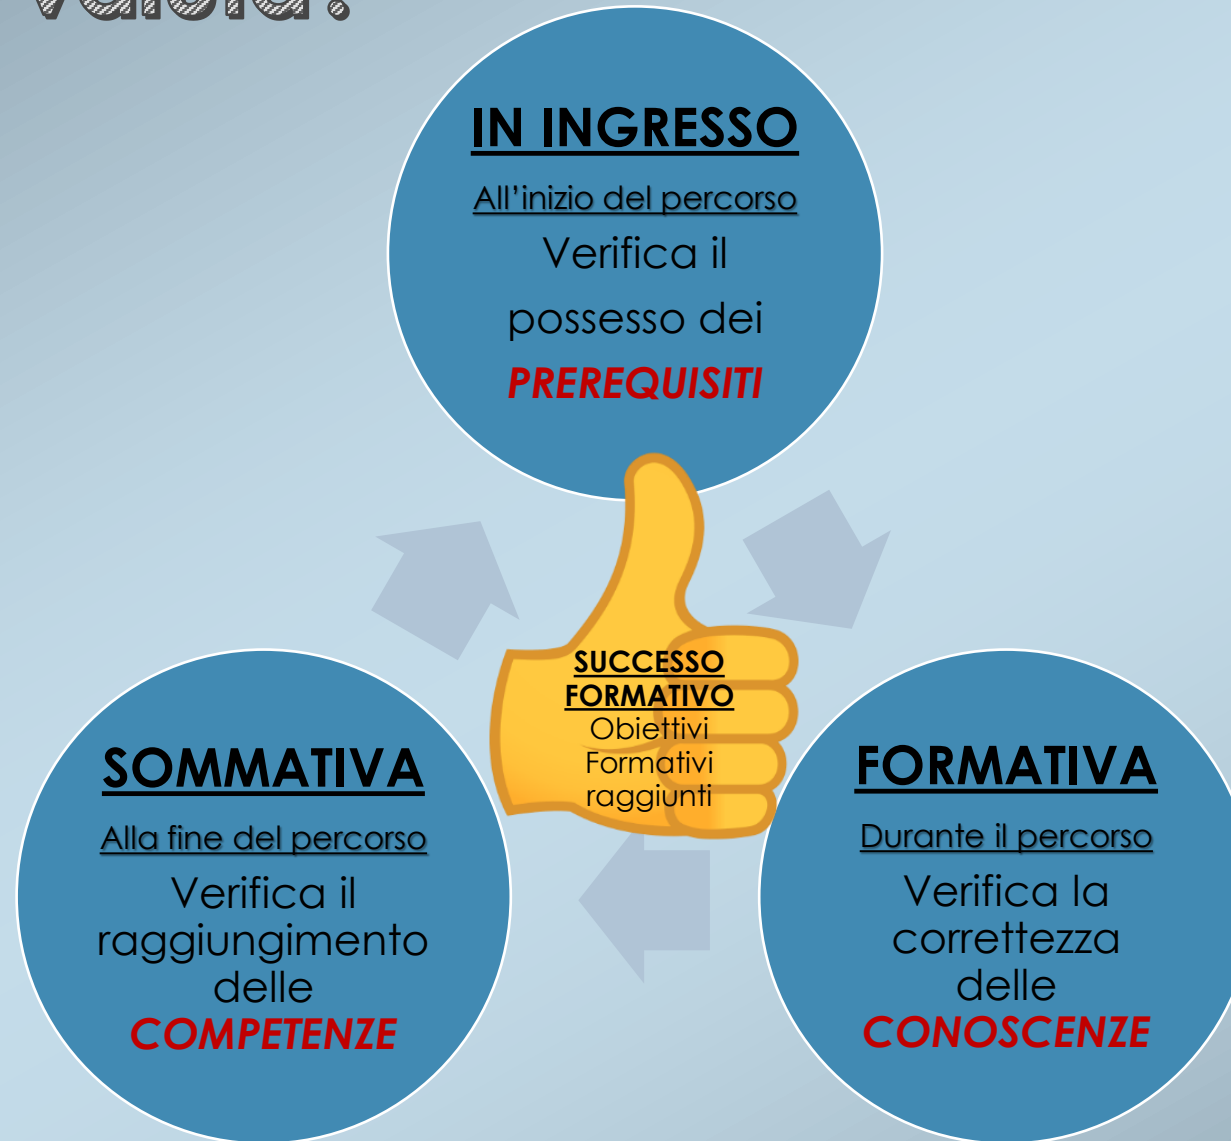 valuta?
IN INGRESSO
All’inizio del percorso
Verifica il
possesso dei
PREREQUISITI
SUCCESSO
FORMATIVO
Obiettivi
Formativi
raggiunti
SOMMATIVA
Alla fine del percorso
Verifica il
raggiungimento
delle
COMPETENZE
FORMATIVA
Durante il percorso
Verifica la
correttezza
delle
CONOSCENZE